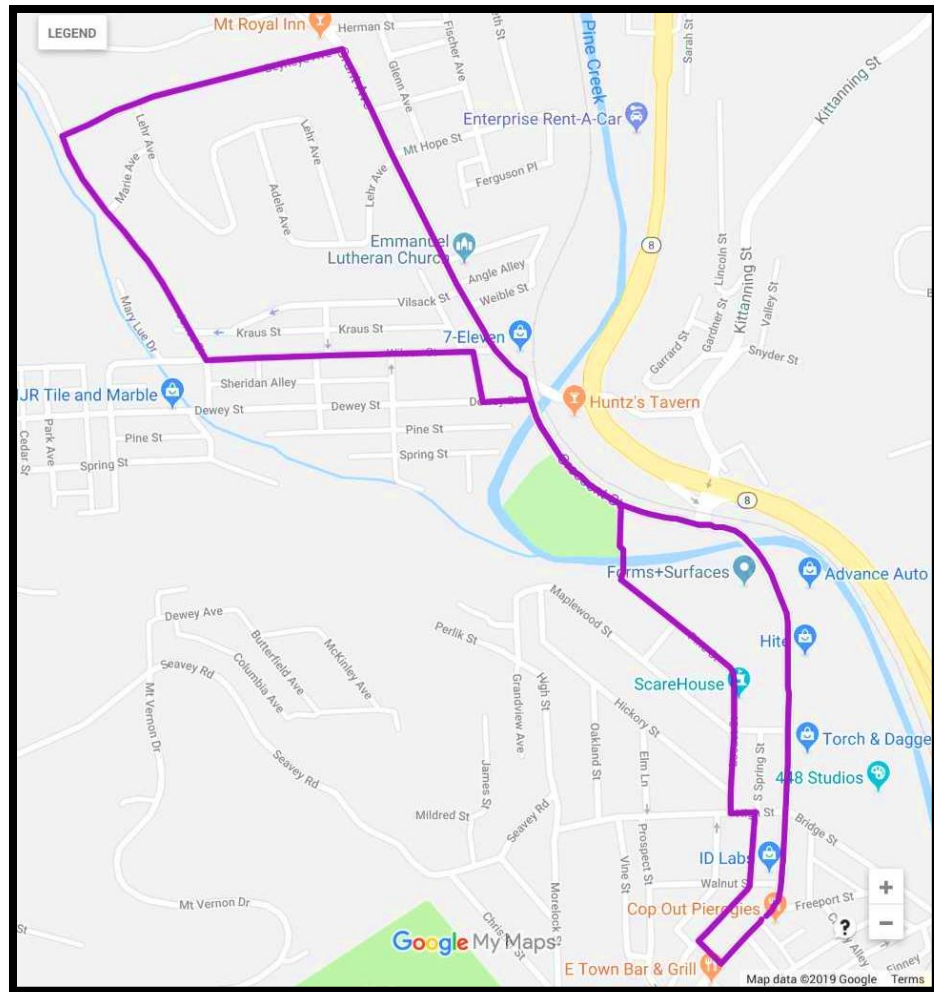 LEGEND
Mt Royal Inn
Herman St
Fischer Ave
Glenn Ave
Pine Creek
Sarah St
Kittanning St
Enterprise Rent-A-Car
Lehr Ave
Lehr Ave
Mt Hope St
Ferguson Pl
Marie Ave
Adele Ave
Lehr Ave
Emmanuel
Lutheran Church
Angle Alley
Weible St
8
Lincoln St
Gardner St
Kittanning St
Valley St
Mary Lue Dr
Vilsack St
Kraus St
Kraus St
7-Eleven
Garrard St
Snyder St
Sheridan Alley
JR Tile and Marble
Dewey St
Dewey St
Dewey St
Huntz's Tavern
Cedar St
Park Ave
Pine St
Pine St
Spring St
Spring St
Crescent St
8
Forms+Surfaces
Advance Auto
Maplewood St
Dewey Ave
Butterfield Ave
McKinley Ave
Columbia Ave
Perlik St
Hite
Seavey Rd
Mt Vernon Dr
Grandview Ave
High St
ScareHouse
Hickory St
Oakland St
Elm Ln
S Spring St
Torch & Dagge
448 Studios
Seavey Rd
James St
Mildred St
Seavey Rd
High St
Bridge St
Prospect St
Vine St
ID Labs
Walnut St
Mt Vernon Dr
Morelock
Cop Out Pierogies
Freeport St
Google My Maps
?
+
−
E Town Bar & Grill
Finney
St
Map data ©2019 Google
Terms